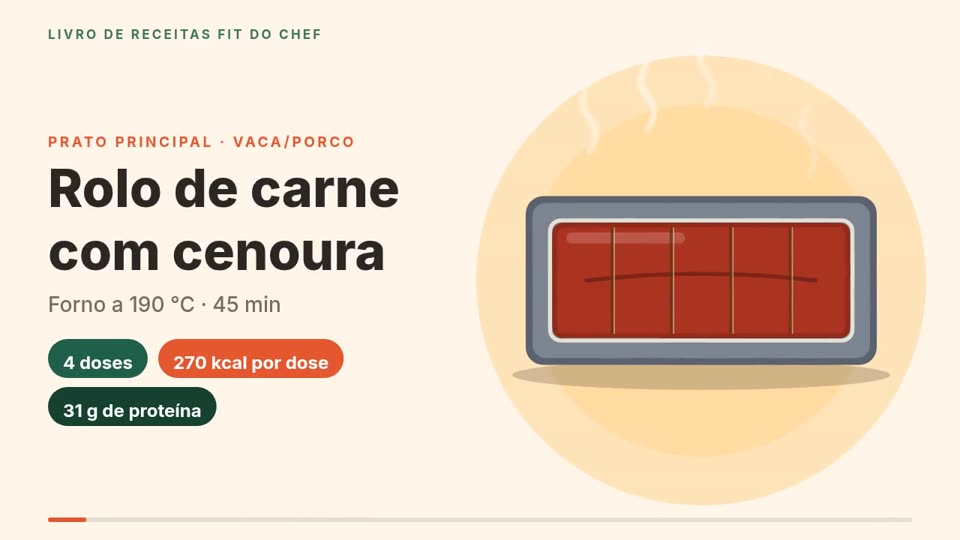 LIVRO DE RECEITAS FIT DO CHEF
PRATO PRINCIPAL · VACA/PORCO
Rolo de carne
com cenoura
Forno a 190 °C · 45 min
4 doses
270 kcal por dose
31 g de proteína